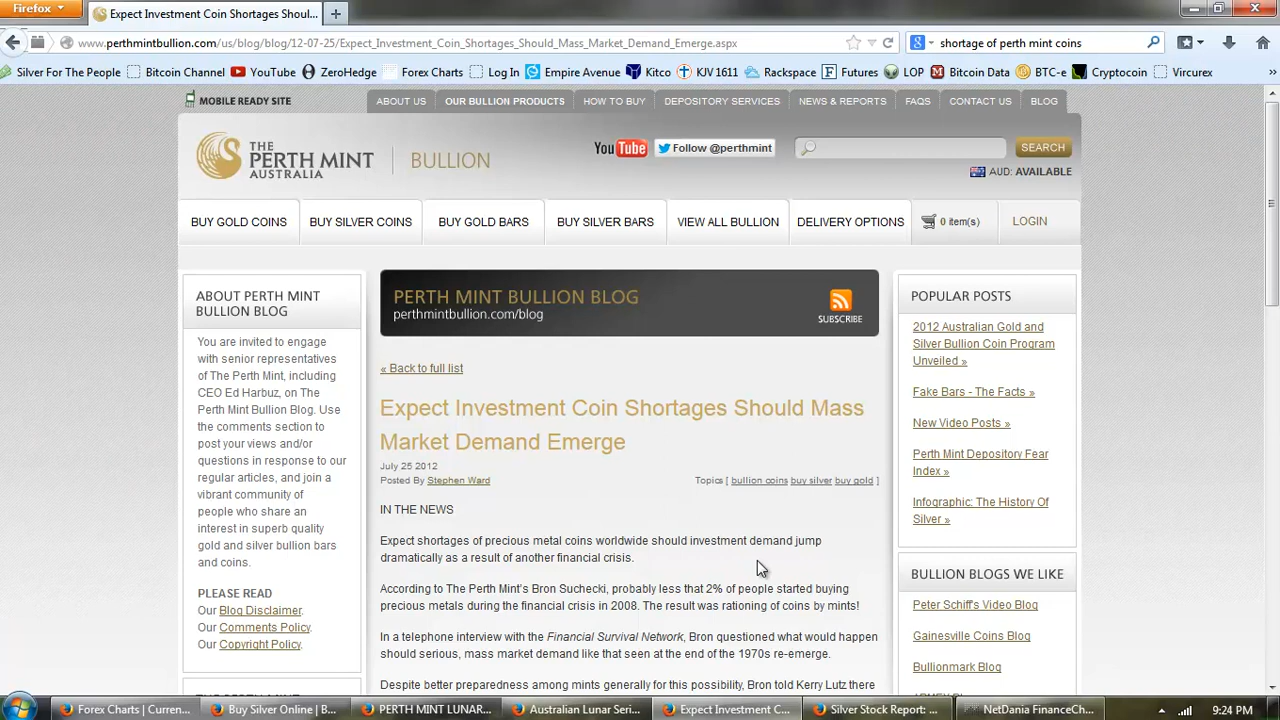 Firefox
Expect Investment Coin Shortages Shoul...
www.perthmintbullion.com/us/blog/blog/12-07-25/Expect_Investment_Coin_Shortages_Should_Mass_Market_Demand_Emerge.aspx
shortage of perth mint coins
Silver For The People
Bitcoin Channel
YouTube
ZeroHedge
Forex Charts
Log In
Empire Avenue
Kitco
KJV 1611
Rackspace
Futures
LOP
Bitcoin Data
BTC-e
Cryptocoin
Vircurex
MOBILE READY SITE
ABOUT US
OUR BULLION PRODUCTS
HOW TO BUY
DEPOSITORY SERVICES
NEWS & REPORTS
FAQS
CONTACT US
BLOG
THE
PERTH MINT
AUSTRALIA
BULLION
You Tube
Follow @perthmint
SEARCH
AUD: AVAILABLE
BUY GOLD COINS
BUY SILVER COINS
BUY GOLD BARS
BUY SILVER BARS
VIEW ALL BULLION
DELIVERY OPTIONS
0 item(s)
LOGIN
ABOUT PERTH MINT
BULLION BLOG
You are invited to engage
with senior representatives
of The Perth Mint, including
CEO Ed Harbuz, on The
Perth Mint Bullion Blog. Use
the comments section to
post your views and/or
questions in response to our
regular articles, and join a
vibrant community of
people who share an
interest in superb quality
gold and silver bullion bars
and coins.
PLEASE READ
Our Blog Disclaimer.
Our Comments Policy.
Our Copyright Policy.
PERTH MINT BULLION BLOG
perthmintbullion.com/blog
SUBSCRIBE
« Back to full list
Expect Investment Coin Shortages Should Mass
Market Demand Emerge
July 25 2012
Posted By Stephen Ward
Topics [ bullion coins buy silver buy gold ]
IN THE NEWS
Expect shortages of precious metal coins worldwide should investment demand jump
dramatically as a result of another financial crisis.
According to The Perth Mint's Bron Suchecki, probably less that 2% of people started buying
precious metals during the financial crisis in 2008. The result was rationing of coins by mints!
In a telephone interview with the Financial Survival Network, Bron questioned what would happen
should serious, mass market demand like that seen at the end of the 1970s re-emerge.
Despite better preparedness among mints generally for this possibility, Bron told Kerry Lutz there
POPULAR POSTS
2012 Australian Gold and
Silver Bullion Coin Program
Unveiled »
Fake Bars - The Facts »
New Video Posts »
Perth Mint Depository Fear
Index »
Infographic: The History Of
Silver »
BULLION BLOGS WE LIKE
Peter Schiff's Video Blog
Gainesville Coins Blog
Bullionmark Blog
Forex Charts | Curren...
Buy Silver Online | B...
PERTH MINT LUNAR...
Australian Lunar Seri...
Expect Investment C...
Silver Stock Report: ...
NetDania FinanceCh...
9:24 PM